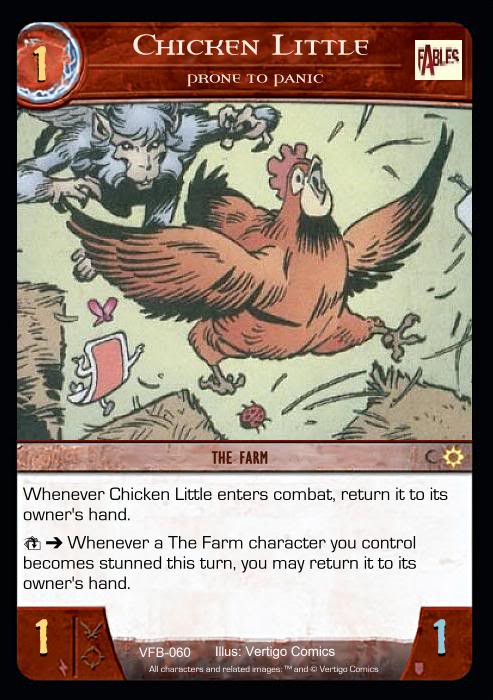 1
CHICKEN LITTLE
PRONE TO PANIC
FABLES
THE FARM
C
Whenever Chicken Little enters combat, return it to its
owner's hand.
➔ Whenever a The Farm character you control
becomes stunned this turn, you may return it to its
owner's hand.
1
1
VFB-060 Illus: Vertigo Comics
All characters and related images: ™ and © Vertigo Comics